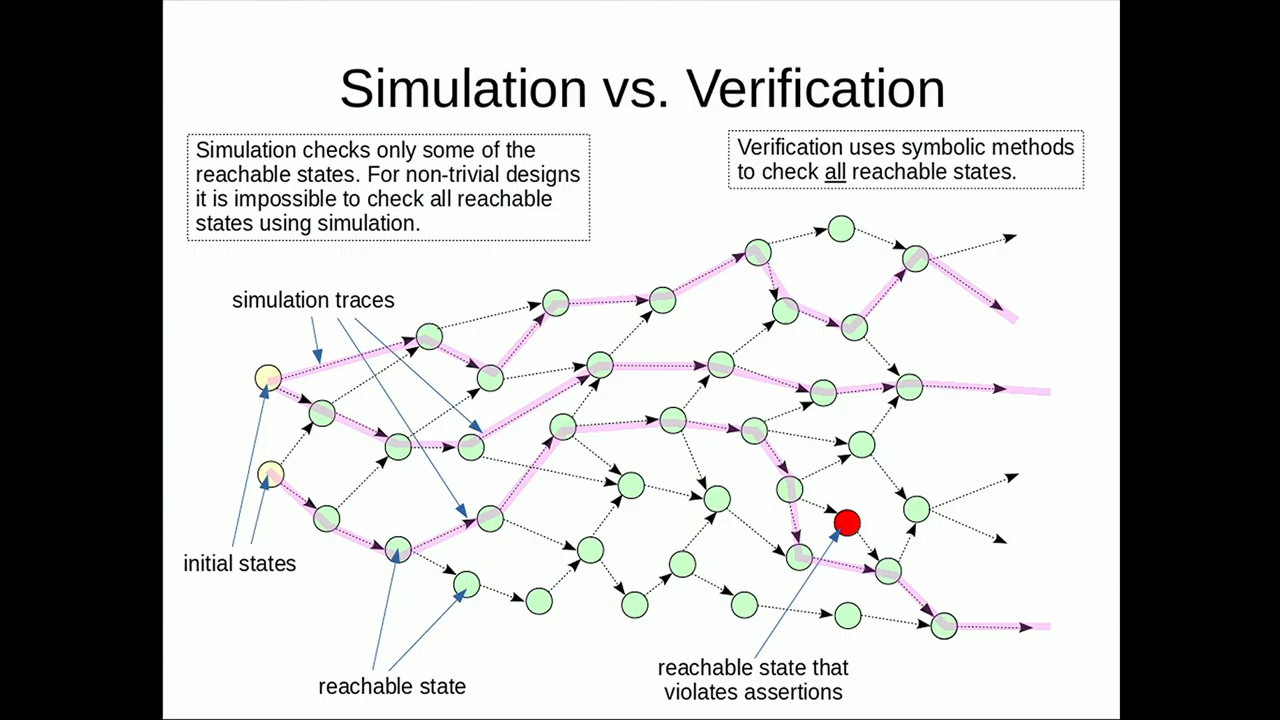 Simulation vs. Verification
Simulation checks only some of the
reachable states. For non-trivial designs
it is impossible to check all reachable
states using simulation.
Verification uses symbolic methods
to check all reachable states.
simulation traces
initial states
reachable state
reachable state that
violates assertions